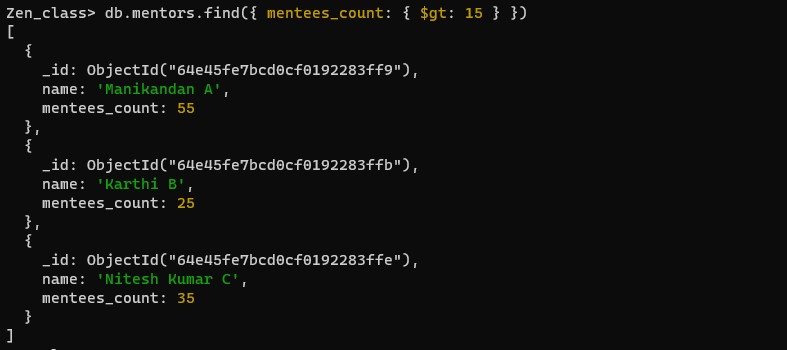 Zen_class> db.mentors.find({ mentees_count: { $gt: 15 } })
[
  {
    _id: ObjectId("64e45fe7bcd0cf0192283ff9"),
    name: 'Manikandan A',
    mentees_count: 55
  },
  {
    _id: ObjectId("64e45fe7bcd0cf0192283ffb"),
    name: 'Karthi B',
    mentees_count: 25
  },
  {
    _id: ObjectId("64e45fe7bcd0cf0192283ffe"),
    name: 'Nitesh Kumar C',
    mentees_count: 35
  }
]